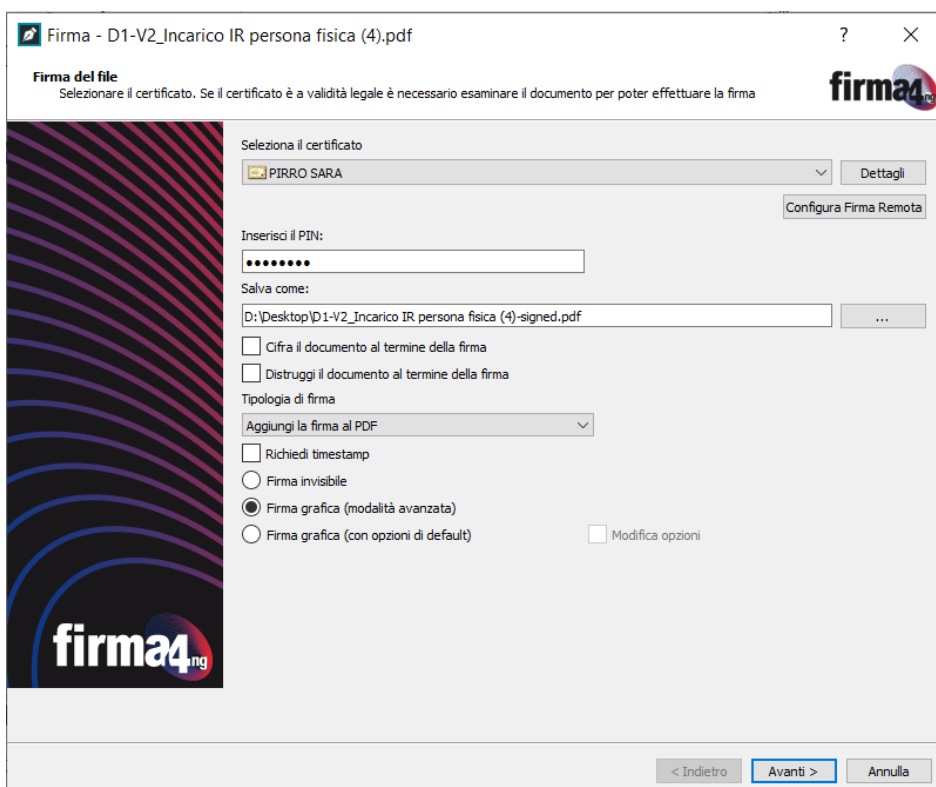 Firma - D1-V2_Incarico IR persona fisica (4).pdf
?
Firma del file
Selezionare il certificato. Se il certificato è a validità legale è necessario esaminare il documento per poter effettuare la firma
firma4ng
Seleziona il certificato
PIRRO SARA
Dettagli
Configura Firma Remota
Inserisci il PIN:
●●●●●●●●
Salva come:
D:\Desktop\D1-V2_Incarico IR persona fisica (4)-signed.pdf
...
Cifra il documento al termine della firma
Distruggi il documento al termine della firma
Tipologia di firma
Aggiungi la firma al PDF
Richiedi timestamp
Firma invisibile
Firma grafica (modalità avanzata)
Firma grafica (con opzioni di default)
Modifica opzioni
firma4ng
< Indietro
Avanti >
Annulla